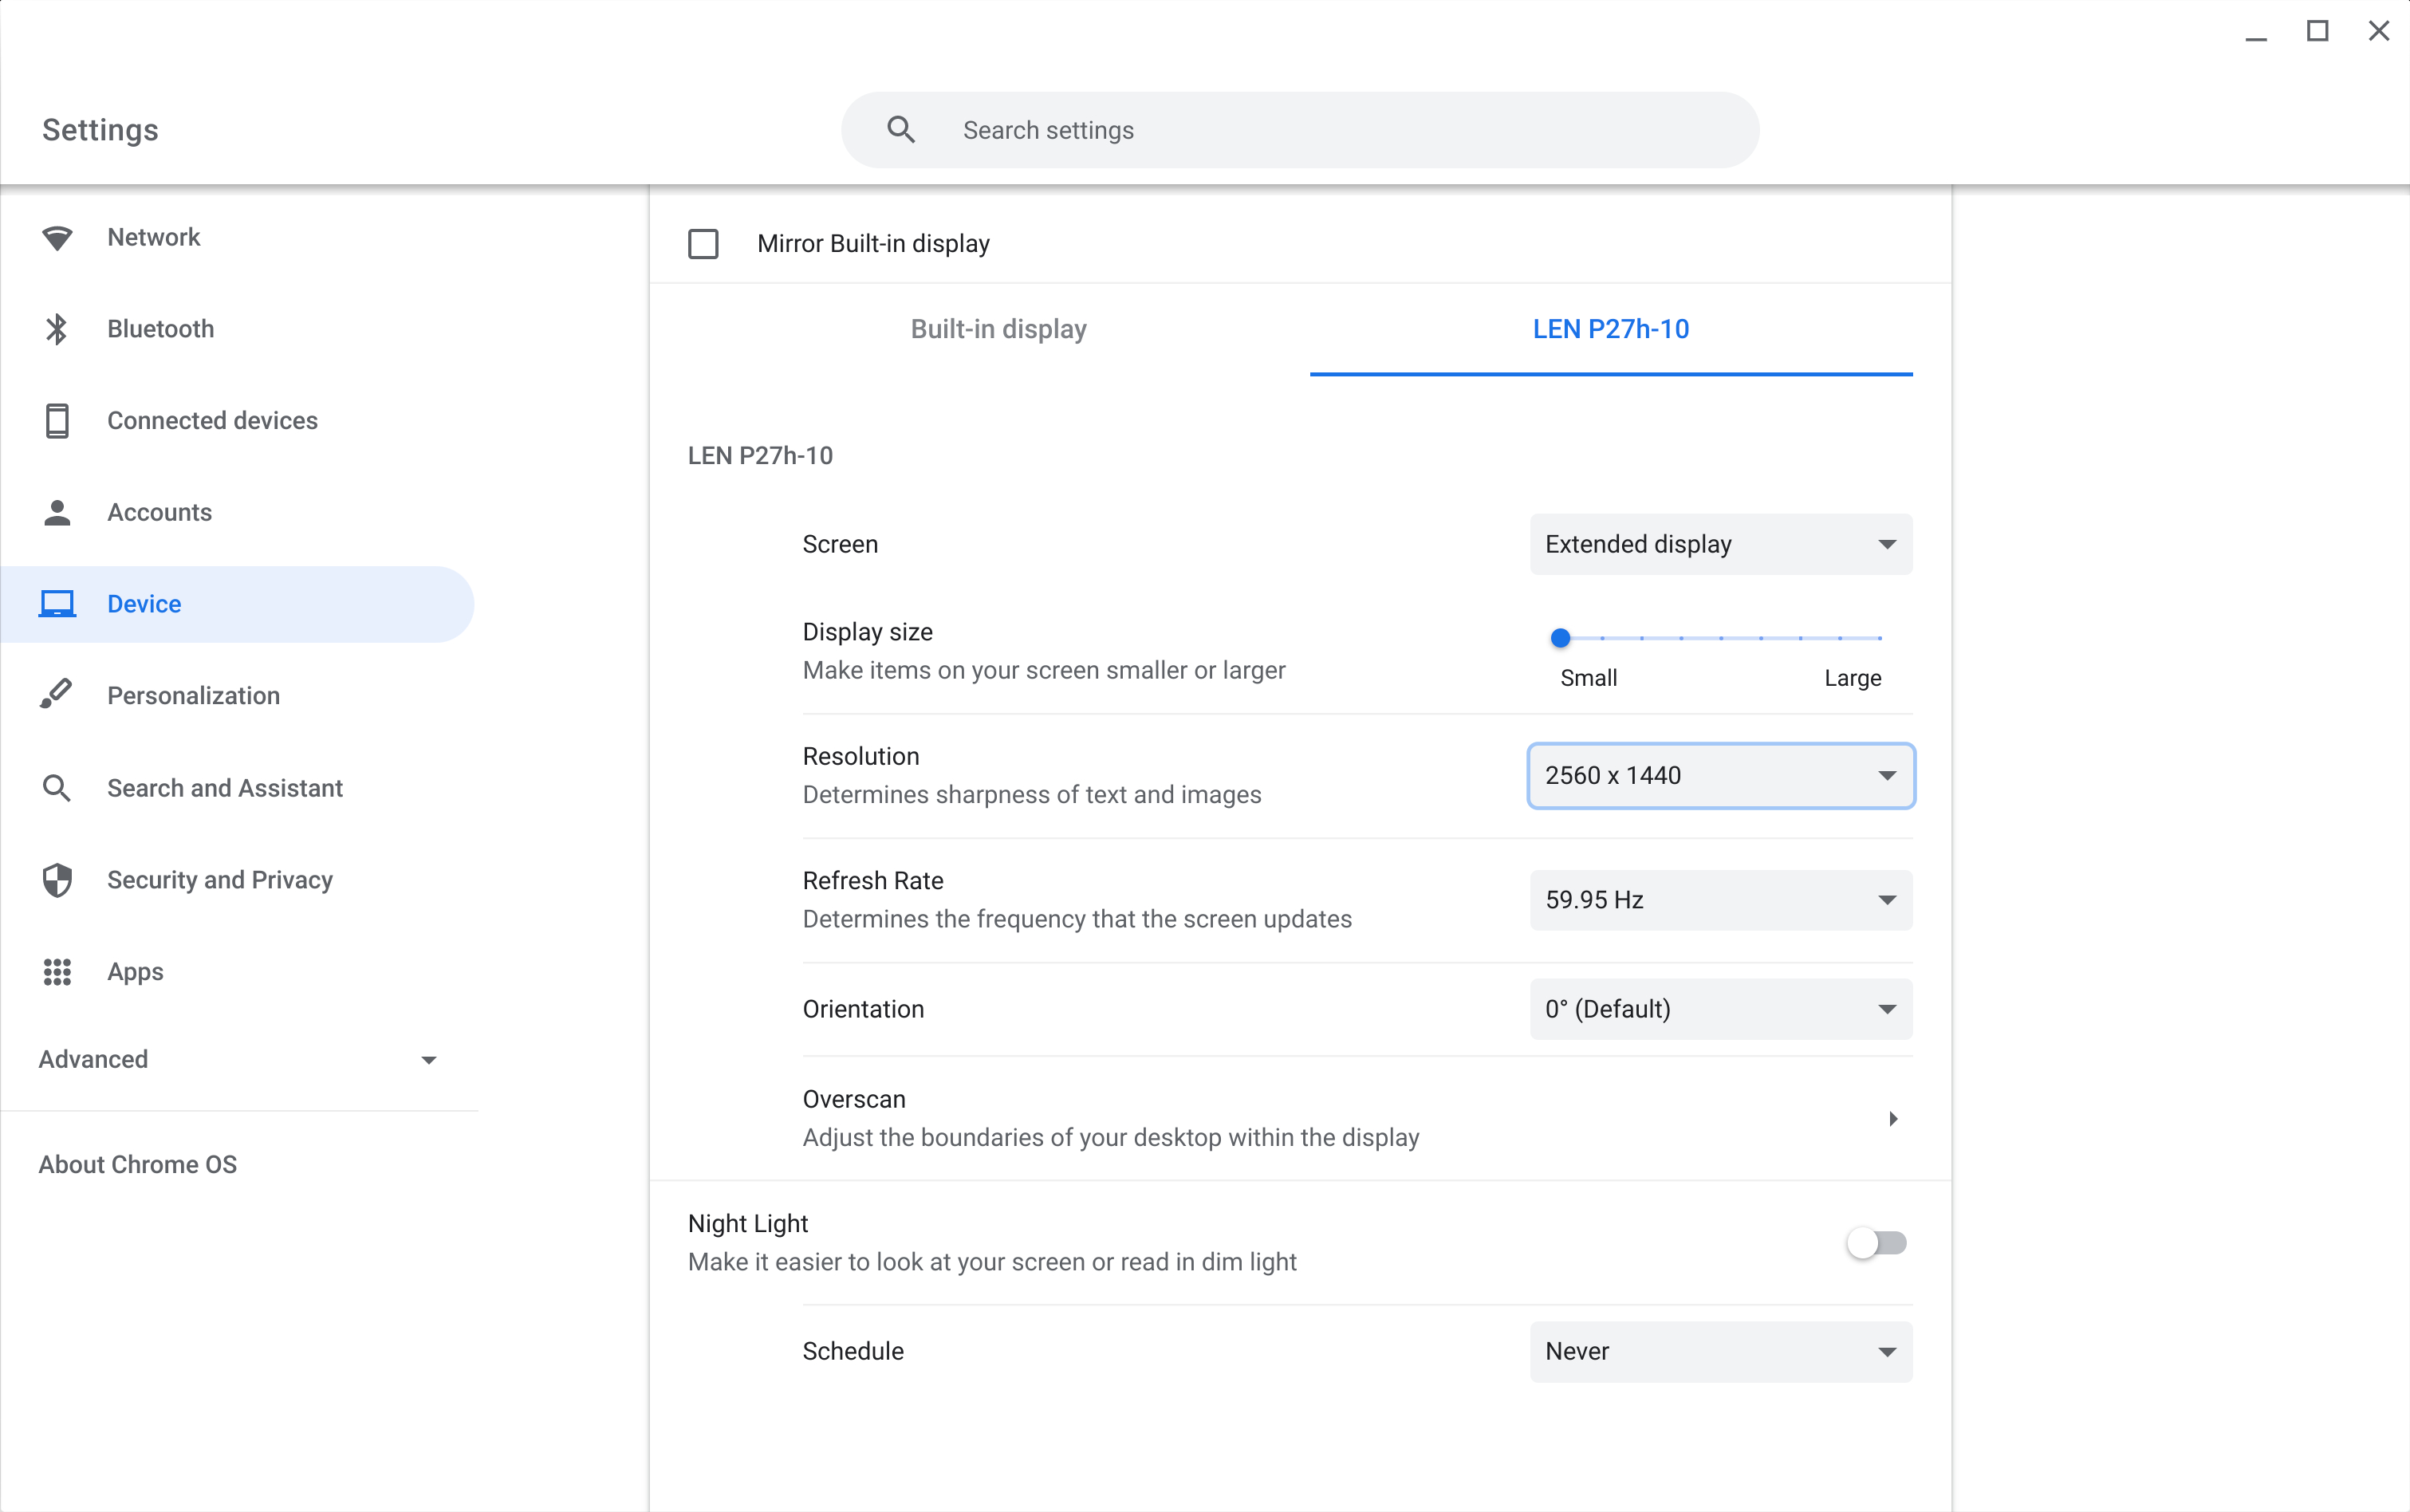 Settings
Search settings
Network
Bluetooth
Connected devices
Accounts
Device
Personalization
Search and Assistant
Security and Privacy
Apps
Advanced
About Chrome OS
Mirror Built-in display
Built-in display
LEN P27h-10
LEN P27h-10
Screen
Extended display
Display size
Make items on your screen smaller or larger
Small
Large
Resolution
Determines sharpness of text and images
2560 x 1440
Refresh Rate
Determines the frequency that the screen updates
59.95 Hz
Orientation
0° (Default)
Overscan
Adjust the boundaries of your desktop within the display
Night Light
Make it easier to look at your screen or read in dim light
Schedule
Never